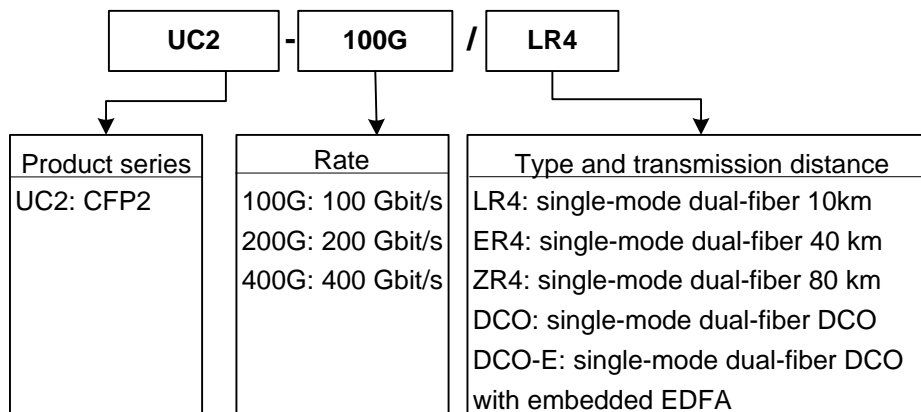 UC2 - 100G / LR4
Product series
UC2: CFP2
Rate
100G: 100 Gbit/s
200G: 200 Gbit/s
400G: 400 Gbit/s
Type and transmission distance
LR4: single-mode dual-fiber 10km
ER4: single-mode dual-fiber 40 km
ZR4: single-mode dual-fiber 80 km
DCO: single-mode dual-fiber DCO
DCO-E: single-mode dual-fiber DCO
with embedded EDFA